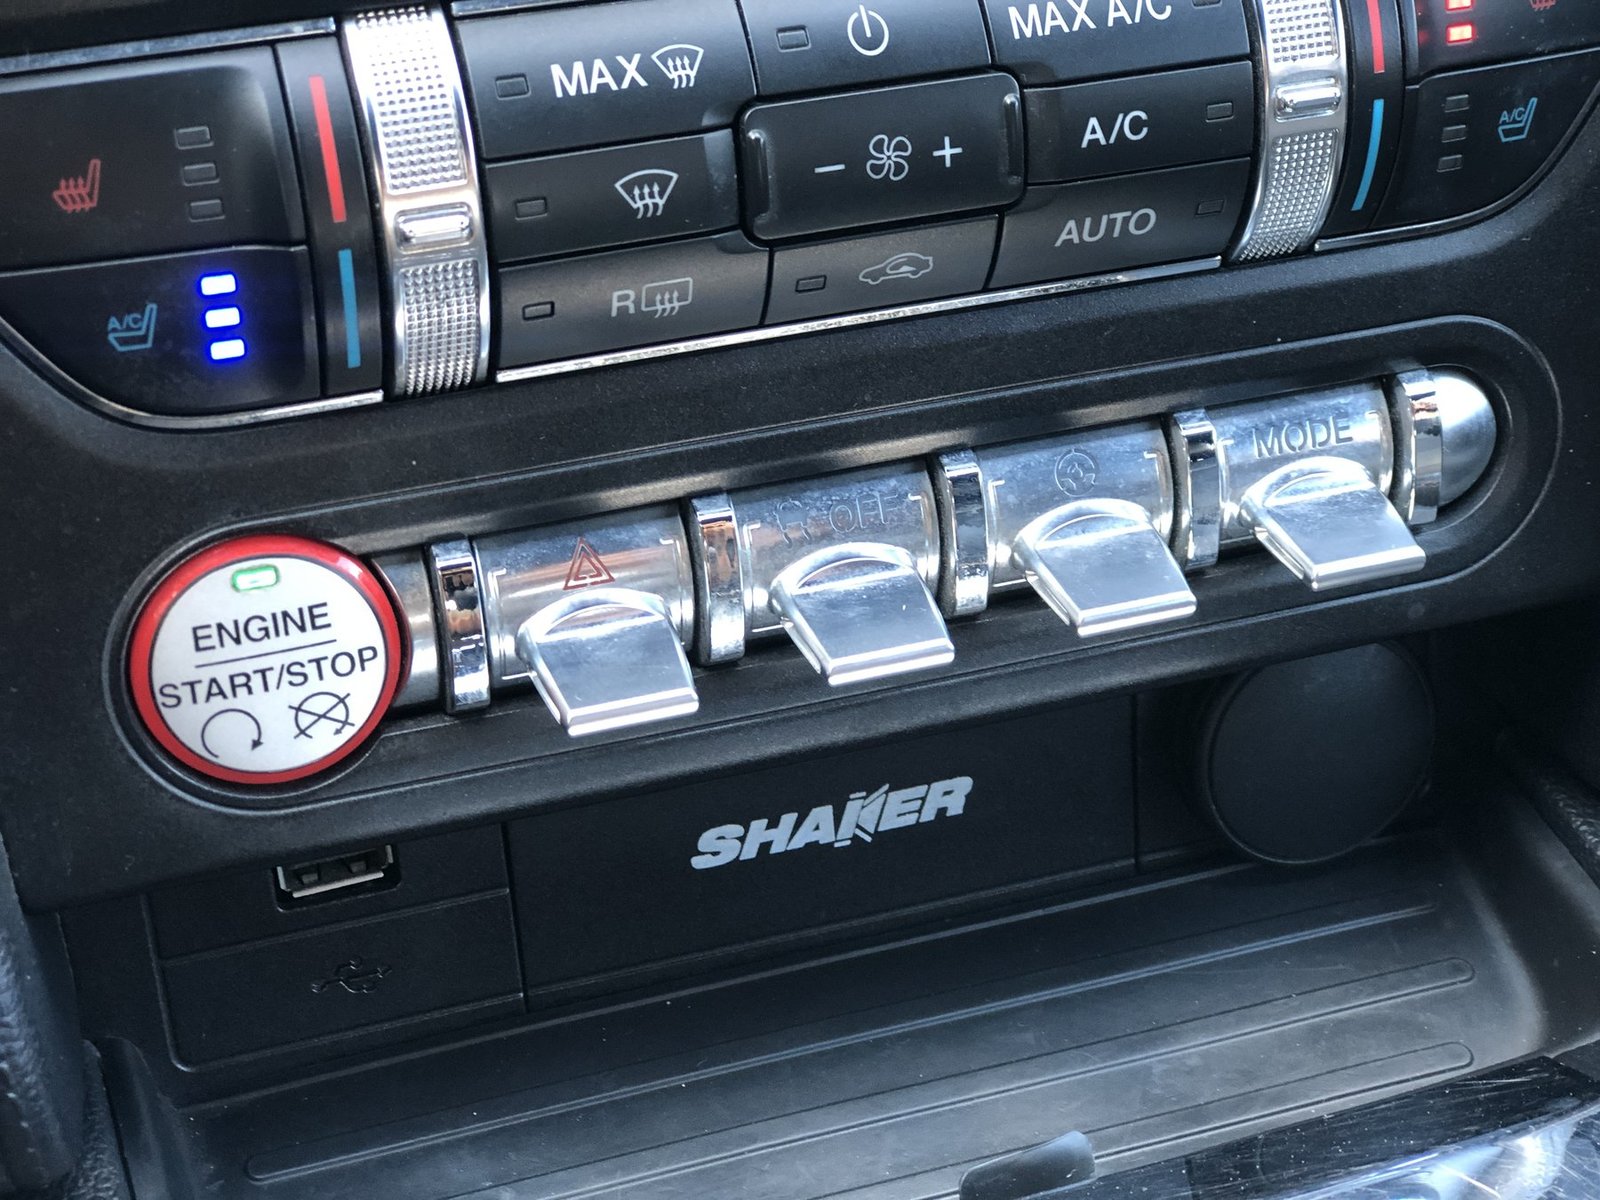 MAX
MAX A/C
A/C
- +
AUTO
R
A/C
A/C
MODE
OFF
ENGINE
START/STOP
SHAKER